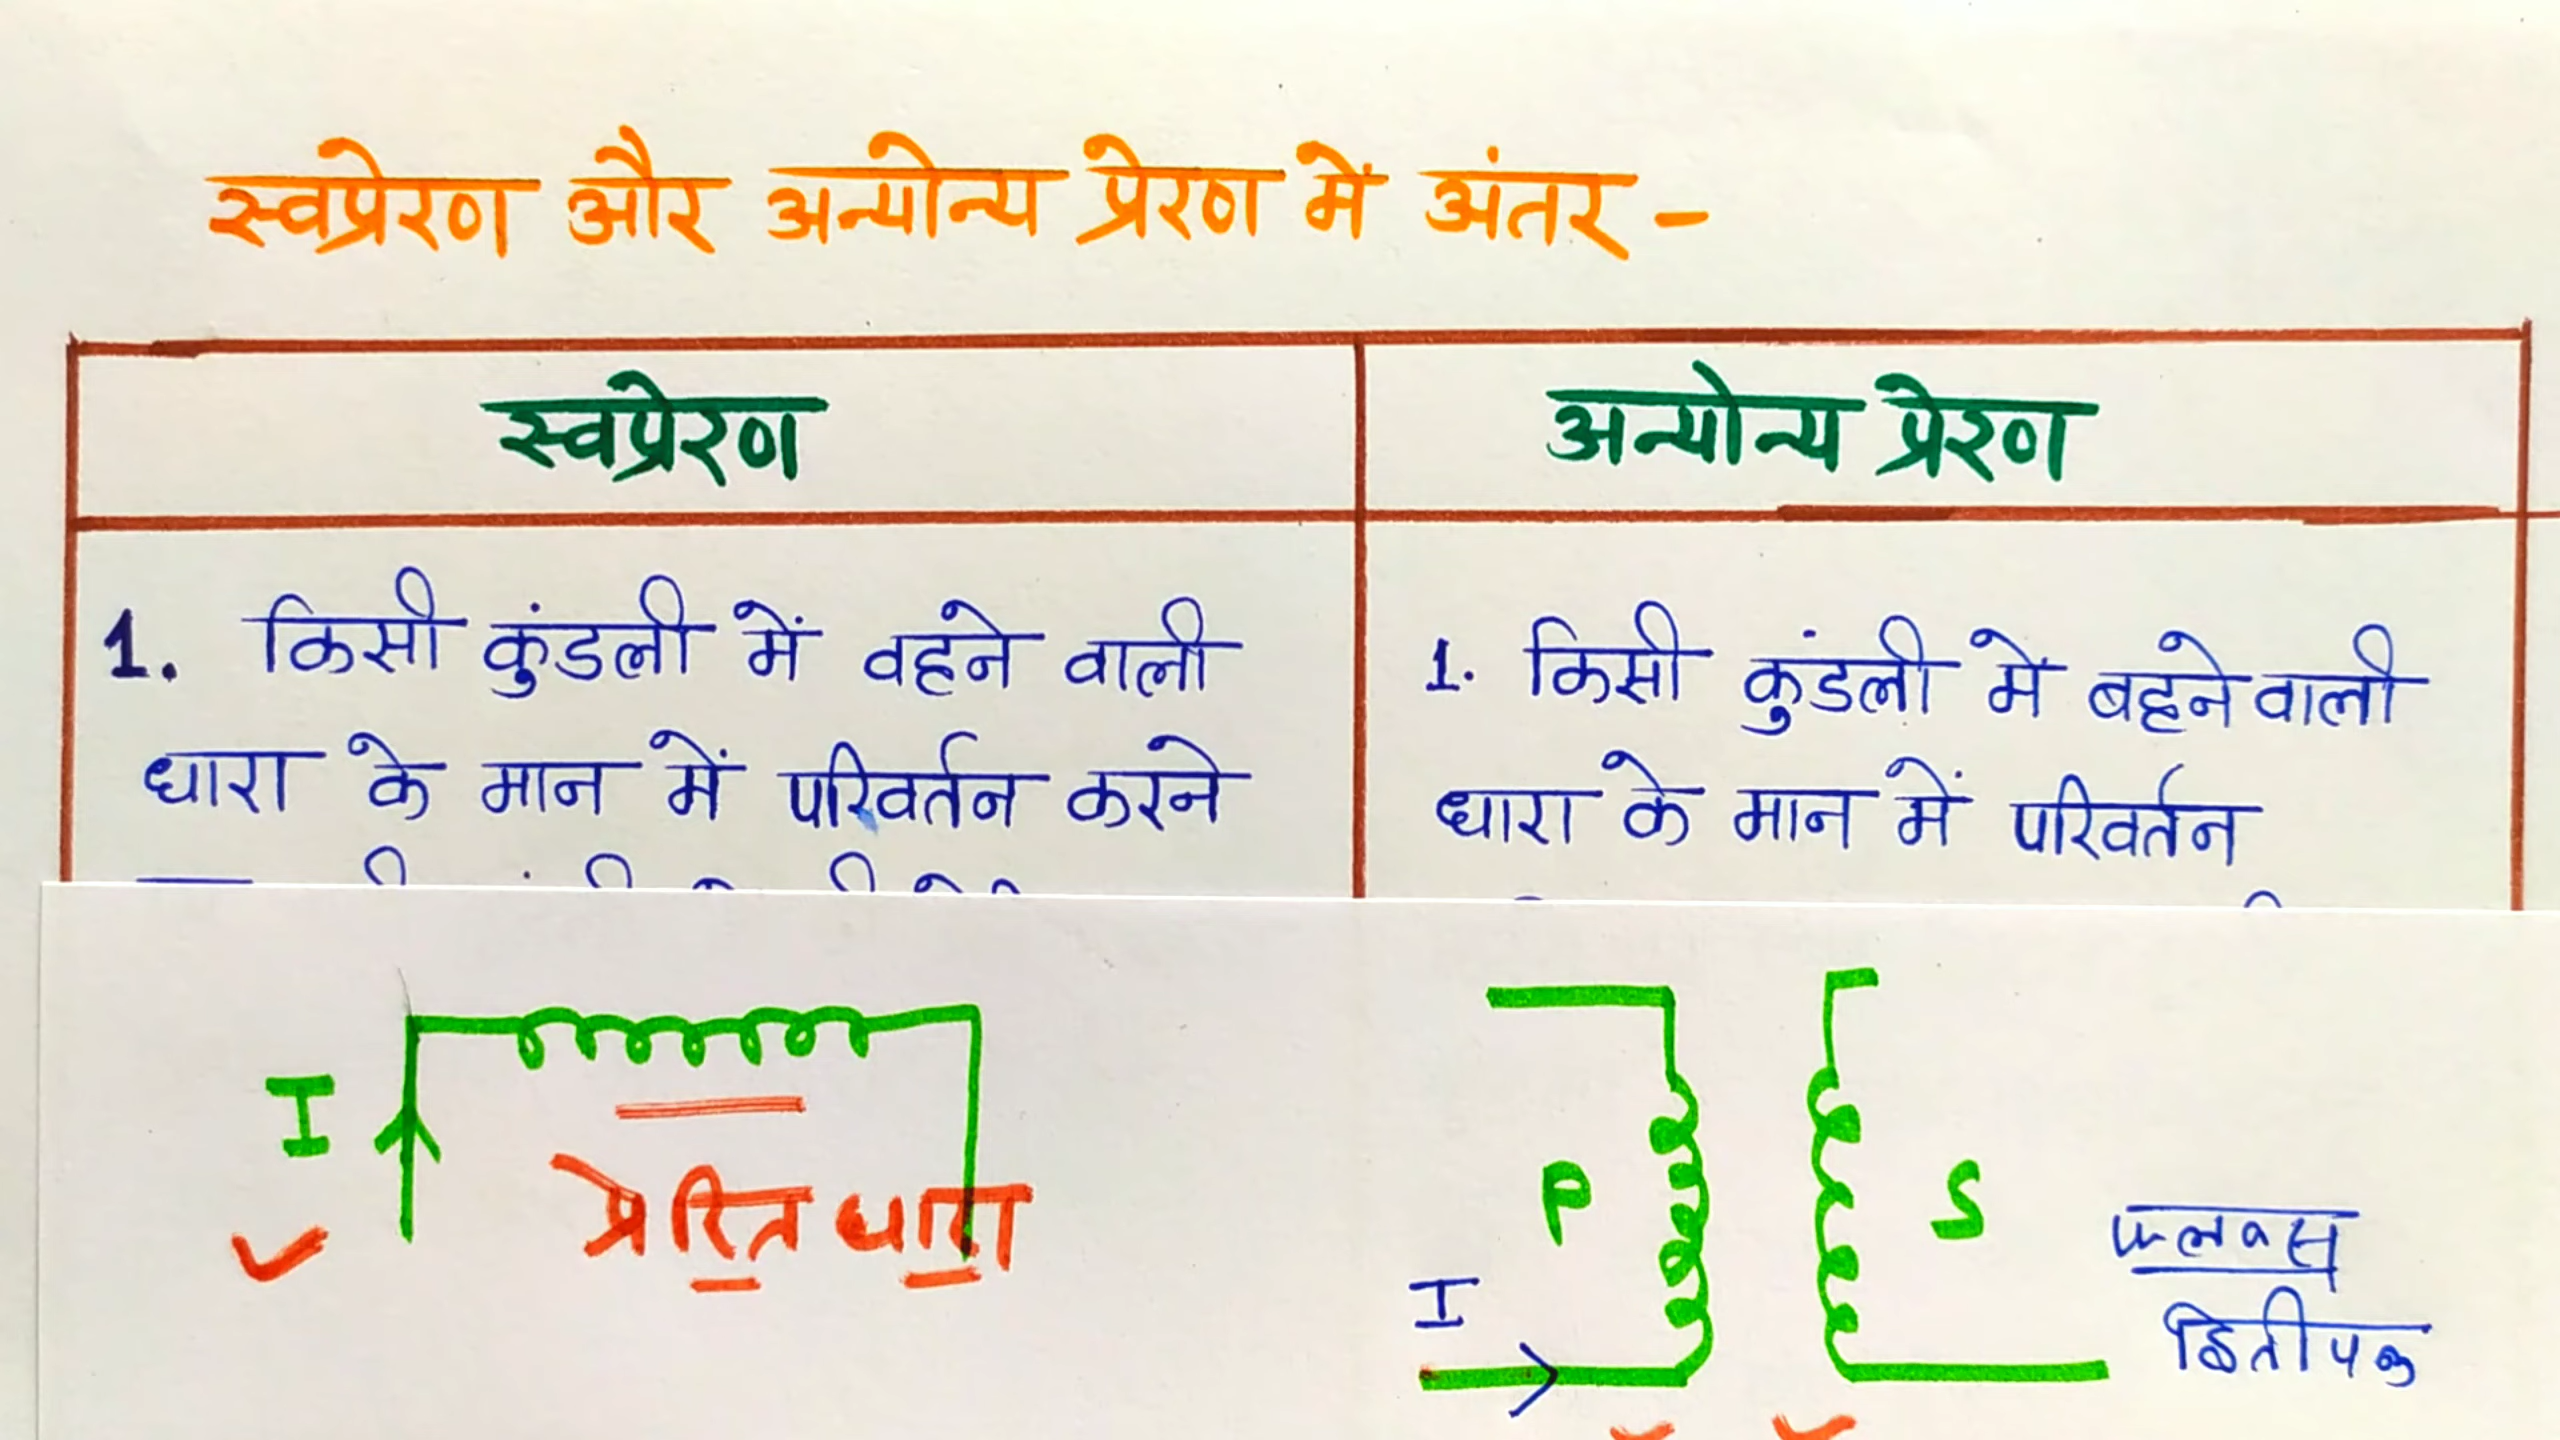 स्वप्रेरण और अन्योन्य प्रेरण में अंतर -
स्वप्रेरण
अन्योन्य प्रेरण
1. किसी कुंडली में वहने वाली
धारा के मान में परिवर्तन करने
1. किसी कुंडली में बहने वाली
धारा के मान में परिवर्तन
I
प्रेरित धारा
P
S
I
फ्लक्स
द्वितीयक